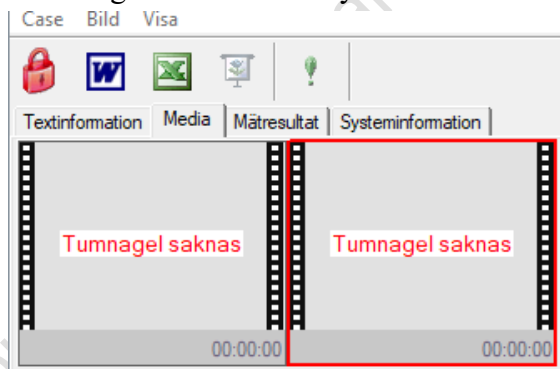 Case Bild Visa
Textinformation Media Mätresultat Systeminformation
Tumnagel saknas Tumnagel saknas
00:00:00 00:00:00